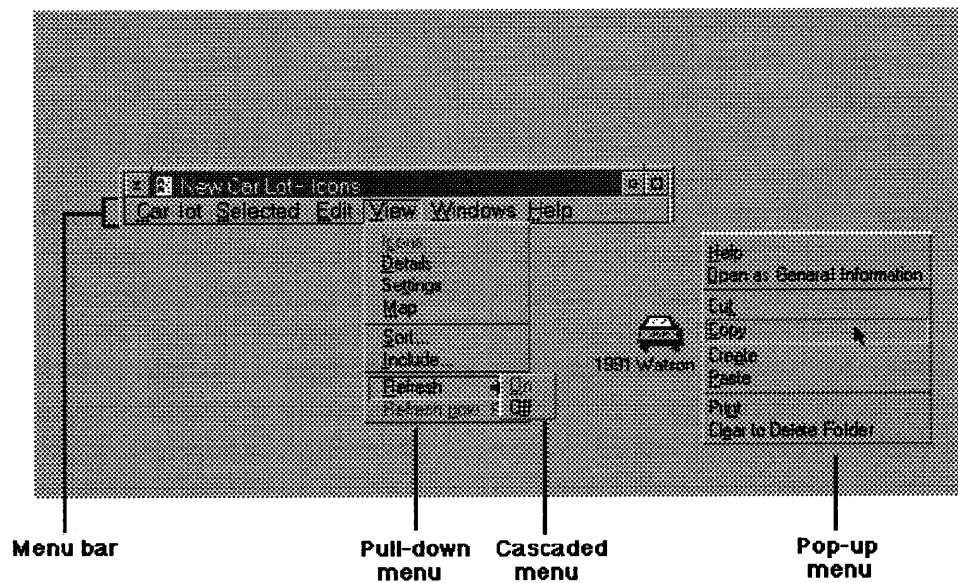 New Car Lot - Icons
Car lot Selected Edit View Windows Help
Icons
Details
Settings
Map
Sort...
Include...
Refresh
Refresh now
On
Off
1991 Watson
Help
Open as General Information
Cut
Copy
Create
Paste
Print
Clear to Delete Folder
Menu bar
Pull-down
menu
Cascaded
menu
Pop-up
menu